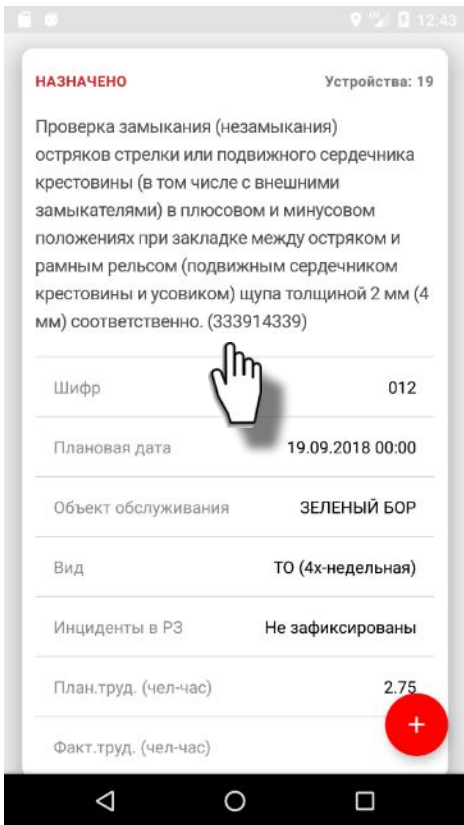 12:43
НАЗНАЧЕНО Устройства: 19
Проверка замыкания (незамыкания)
остряков стрелки или подвижного сердечника
крестовины (в том числе с внешними
замыкателями) в плюсовом и минусовом
положениях при закладке между остряком и
рамным рельсом (подвижным сердечником
крестовины и усовиком) щупа толщиной 2 мм (4
мм) соответственно. (333914339)
Шифр 012
Плановая дата 19.09.2018 00:00
Объект обслуживания ЗЕЛЕНЫЙ БОР
Вид ТО (4х-недельная)
Инциденты в РЗ Не зафиксированы
План.труд. (чел-час) 2.75
+
Факт.труд. (чел-час)